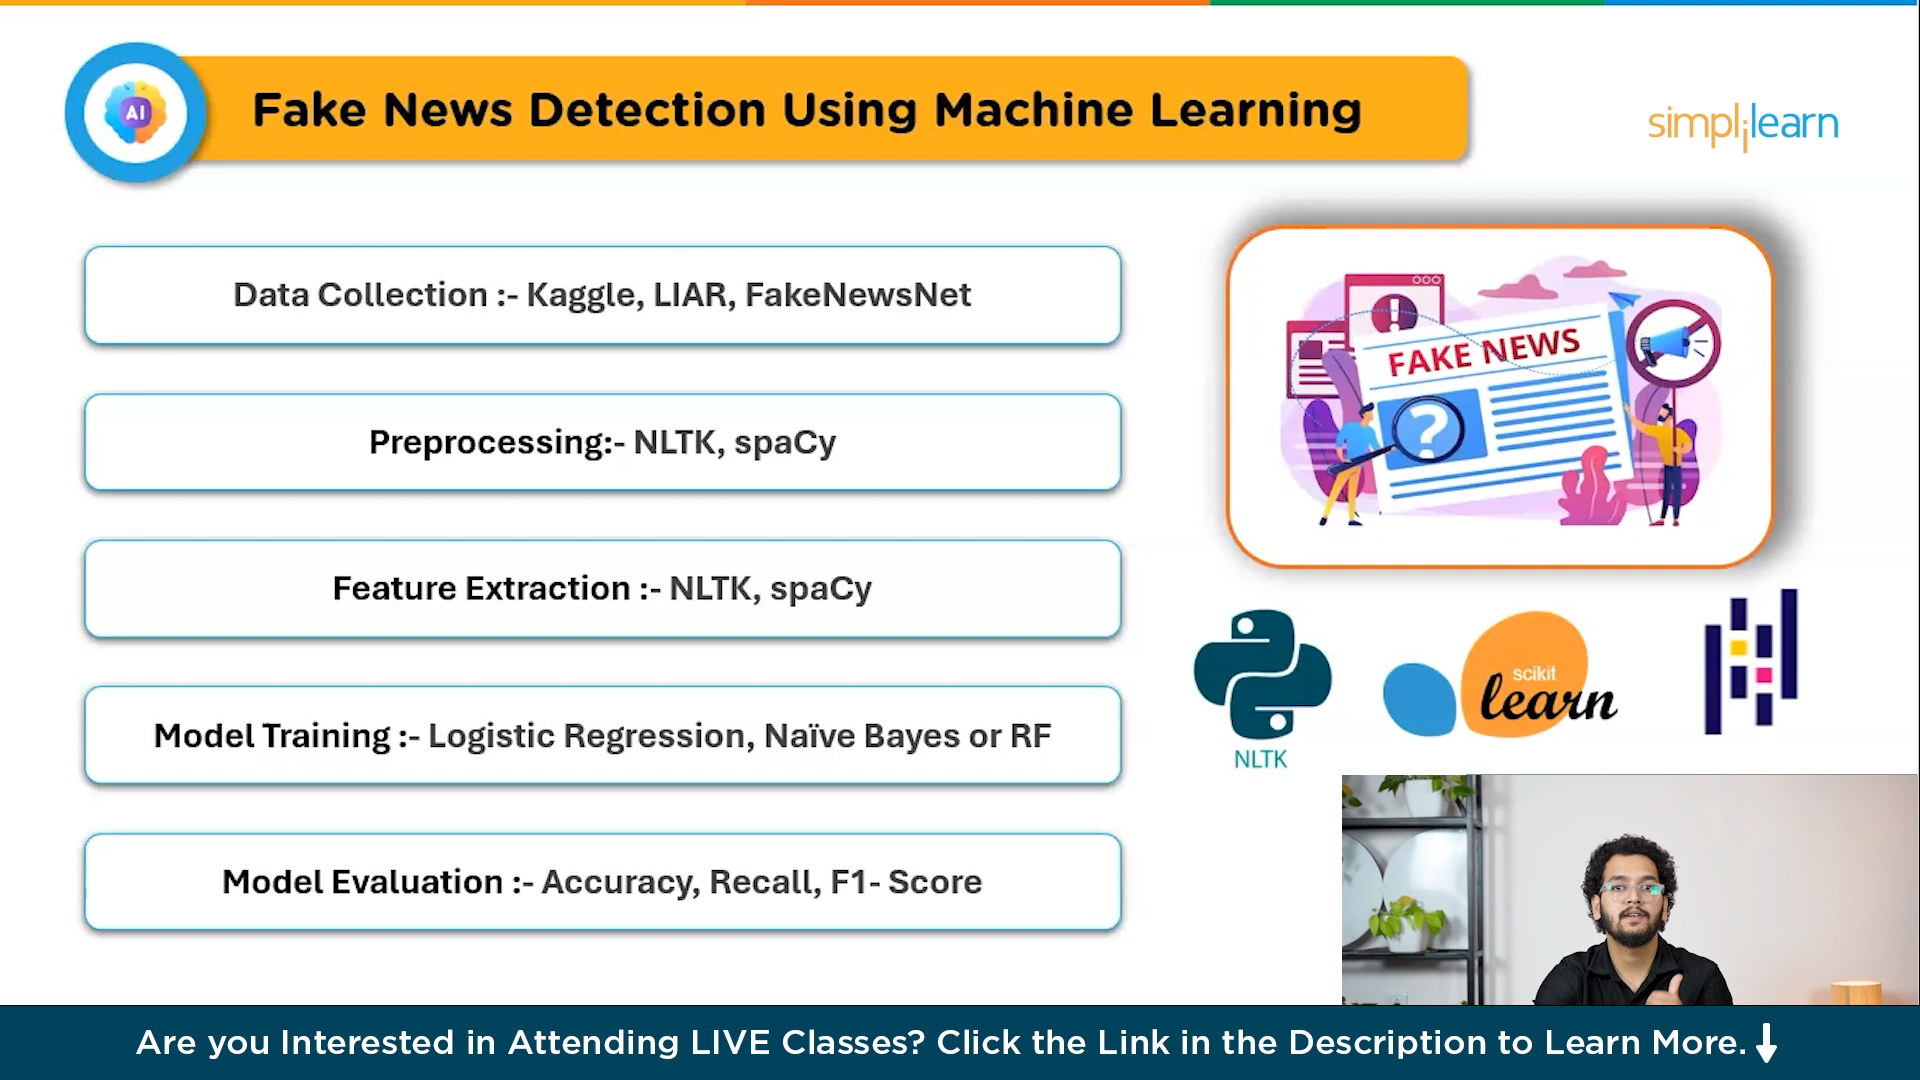 AI
Fake News Detection Using Machine Learning
simplilearn
Data Collection :- Kaggle, LIAR, FakeNewsNet
Preprocessing:- NLTK, spaCy
Feature Extraction :- NLTK, spaCy
Model Training :- Logistic Regression, Naïve Bayes or RF
Model Evaluation :- Accuracy, Recall, F1- Score
FAKE NEWS
?
!
NLTK
scikit
learn
Are you Interested in Attending LIVE Classes? Click the Link in the Description to Learn More.